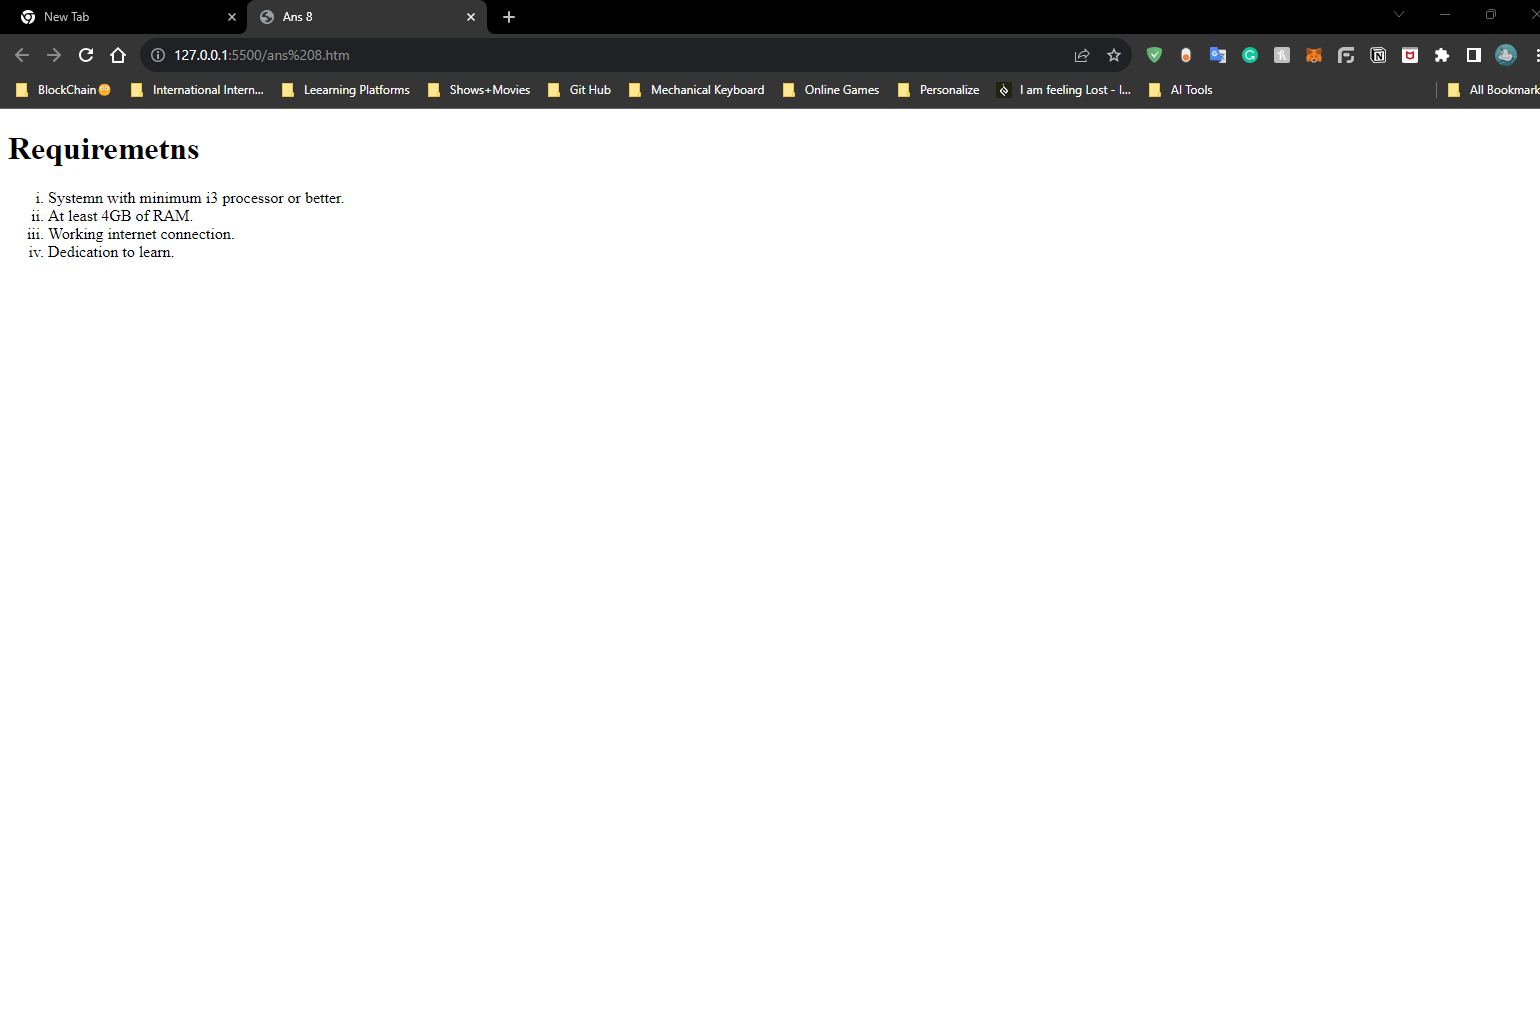 New Tab
Ans 8
127.0.0.1:5500/ans%208.htm
BlockChain International Intern... Leearning Platforms Shows+Movies Git Hub Mechanical Keyboard Online Games Personalize I am feeling Lost - I... AI Tools All Bookmark
Requiremetns
i. Systemn with minimum i3 processor or better.
ii. At least 4GB of RAM.
iii. Working internet connection.
iv. Dedication to learn.